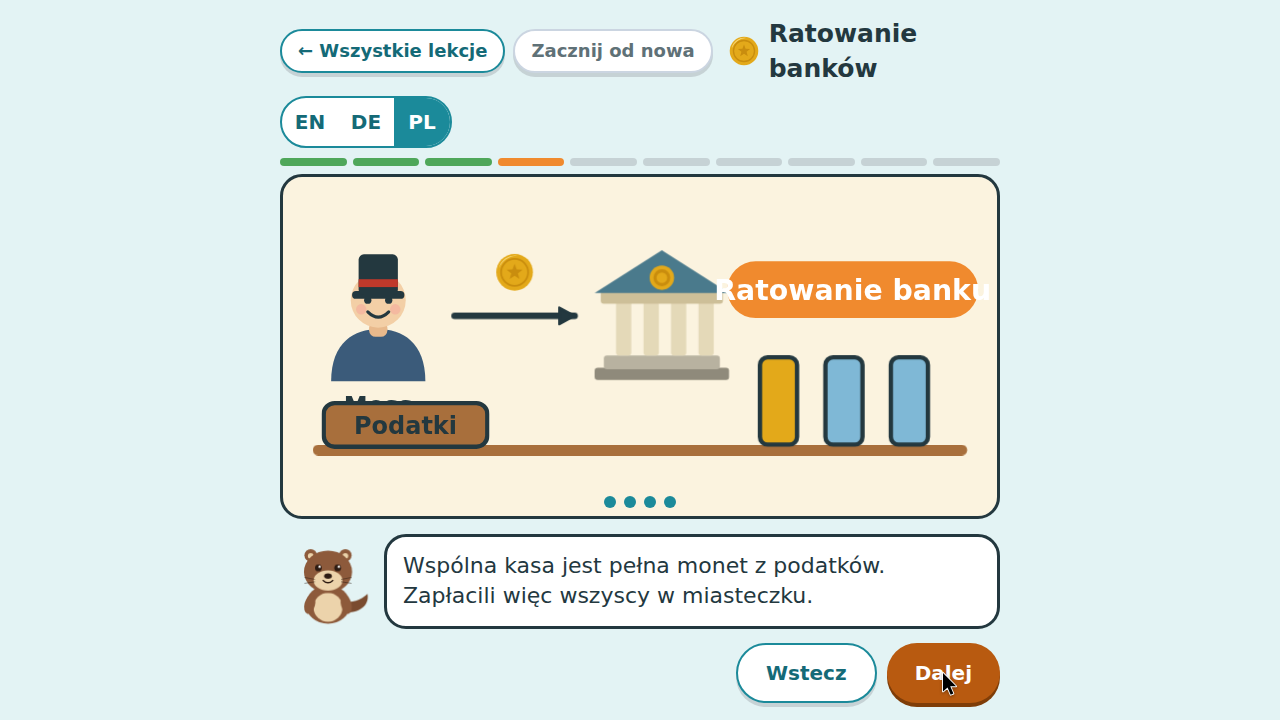 ← Wszystkie lekcje
Zacznij od nowa
Ratowanie
banków
EN DE PL
Ratowanie banku
Podatki
Wspólna kasa jest pełna monet z podatków.
Zapłacili więc wszyscy w miasteczku.
Wstecz
Dalej